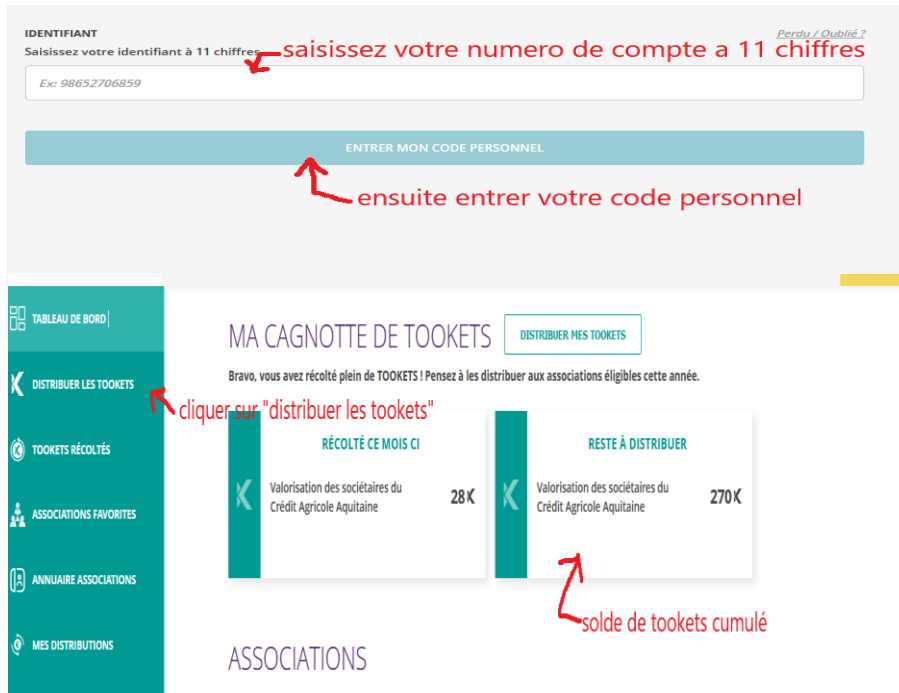 IDENTIFIANT
Perdu / Oublié ?
Saisissez votre identifiant à 11 chiffres
saisissez votre numero de compte a 11 chiffres
Ex: 98652706859
ENTRER MON CODE PERSONNEL
ensuite entrer votre code personnel
TABLEAU DE BORD
MA CAGNOTTE DE TOOKETS
DISTRIBUER MES TOOKETS
Bravo, vous avez récolté plein de TOOKETS ! Pensez à les distribuer aux associations éligibles cette année.
DISTRIBUER LES TOOKETS
cliquer sur "distribuer les tookets"
RÉCOLTÉ CE MOIS CI
Valorisation des sociétaires du
Crédit Agricole Aquitaine
28K
RESTE À DISTRIBUER
Valorisation des sociétaires du
Crédit Agricole Aquitaine
270K
TOOKETS RÉCOLTÉS
ASSOCIATIONS FAVORITES
ANNUAIRE ASSOCIATIONS
solde de tookets cumulé
MES DISTRIBUTIONS
ASSOCIATIONS